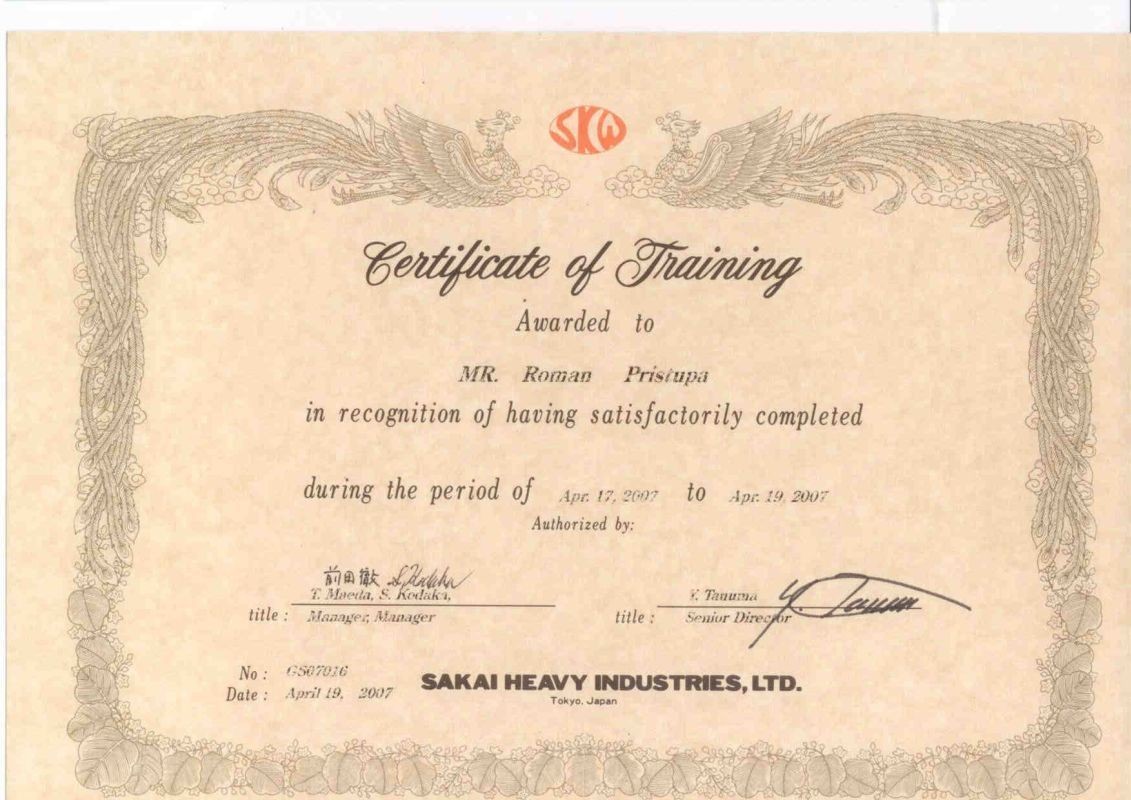 SKW
Certificate of Training
Awarded to
MR. Roman Pristupa
in recognition of having satisfactorily completed
during the period of Apr. 17, 2007 to Apr. 19, 2007
Authorized by:
前田徹 S. Kodaka
T. Maeda, S. Kodaka,
title : Manager, Manager
Y. Tanuma Y. Tanuma
title : Senior Director
No : GS07016
Date : April 19, 2007
SAKAI HEAVY INDUSTRIES, LTD.
Tokyo, Japan